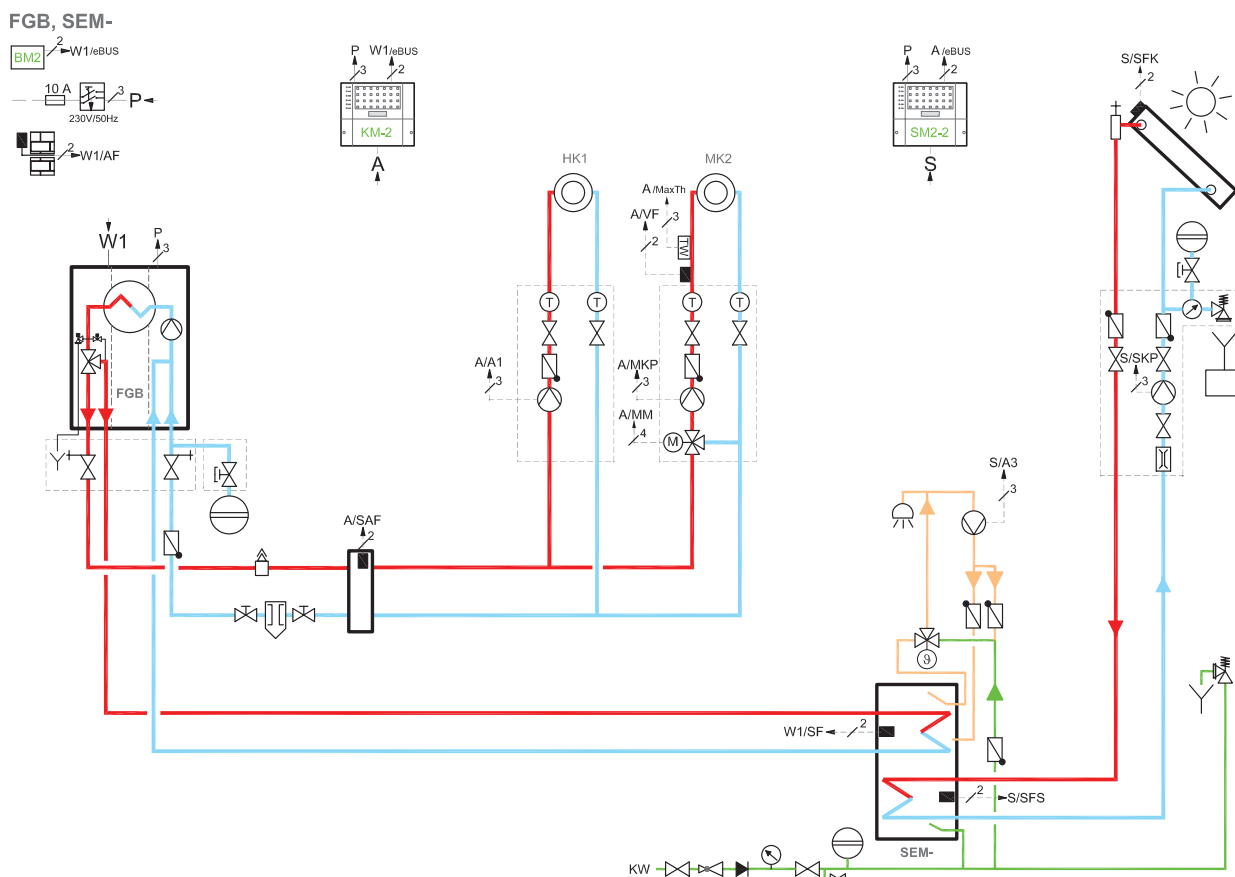 FGB, SEM-
BM2
2
W1/eBUS
10 A
3
P
230V/50Hz
2
W1/AF
P
3
W1/eBUS
2
KM-2
A
P
3
A/eBUS
2
SM2-2
S
S/SFK
2
HK1
MK2
A/MaxTh
3
A/VF
2
TW
W1
P
3
FGB
T
T
T
T
A/A1
3
A/MKP
3
A/MM
4
M
S/SKP
3
S/A3
3
A/SAF
2
ϑ
W1/SF
2
2
S/SFS
SEM-
KW